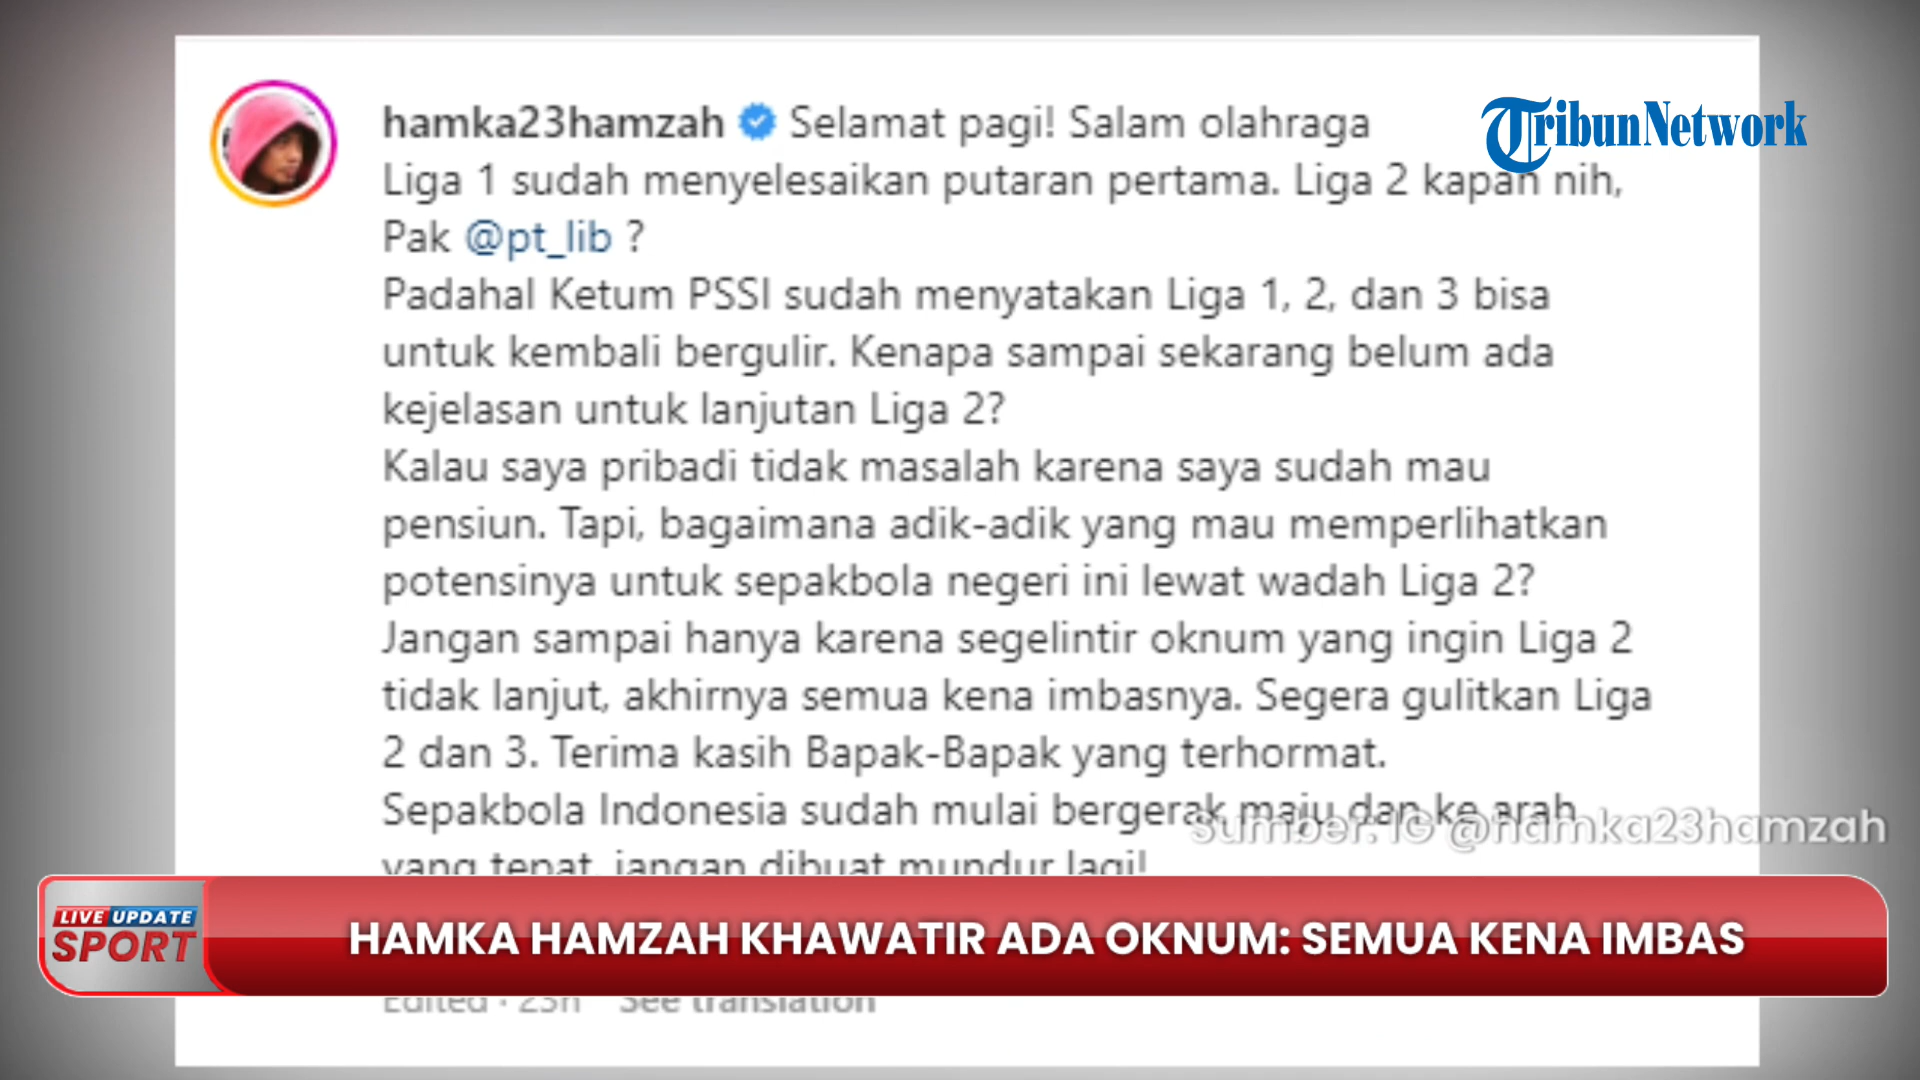 hamka23hamzah Selamat pagi! Salam olahraga
TribunNetwork
Liga 1 sudah menyelesaikan putaran pertama. Liga 2 kapan nih,
Pak @pt_lib ?
Padahal Ketum PSSI sudah menyatakan Liga 1, 2, dan 3 bisa
untuk kembali bergulir. Kenapa sampai sekarang belum ada
kejelasan untuk lanjutan Liga 2?
Kalau saya pribadi tidak masalah karena saya sudah mau
pensiun. Tapi, bagaimana adik-adik yang mau memperlihatkan
potensinya untuk sepakbola negeri ini lewat wadah Liga 2?
Jangan sampai hanya karena segelintir oknum yang ingin Liga 2
tidak lanjut, akhirnya semua kena imbasnya. Segera gulitkan Liga
2 dan 3. Terima kasih Bapak-Bapak yang terhormat.
Sepakbola Indonesia sudah mulai bergerak maju dan ke arah
Sumber: IG @hamka23hamzah
yang tepat, jangan dibuat mundur lagi!
LIVE UPDATE
SPORT
HAMKA HAMZAH KHAWATIR ADA OKNUM: SEMUA KENA IMBAS
Edited · 23h See translation